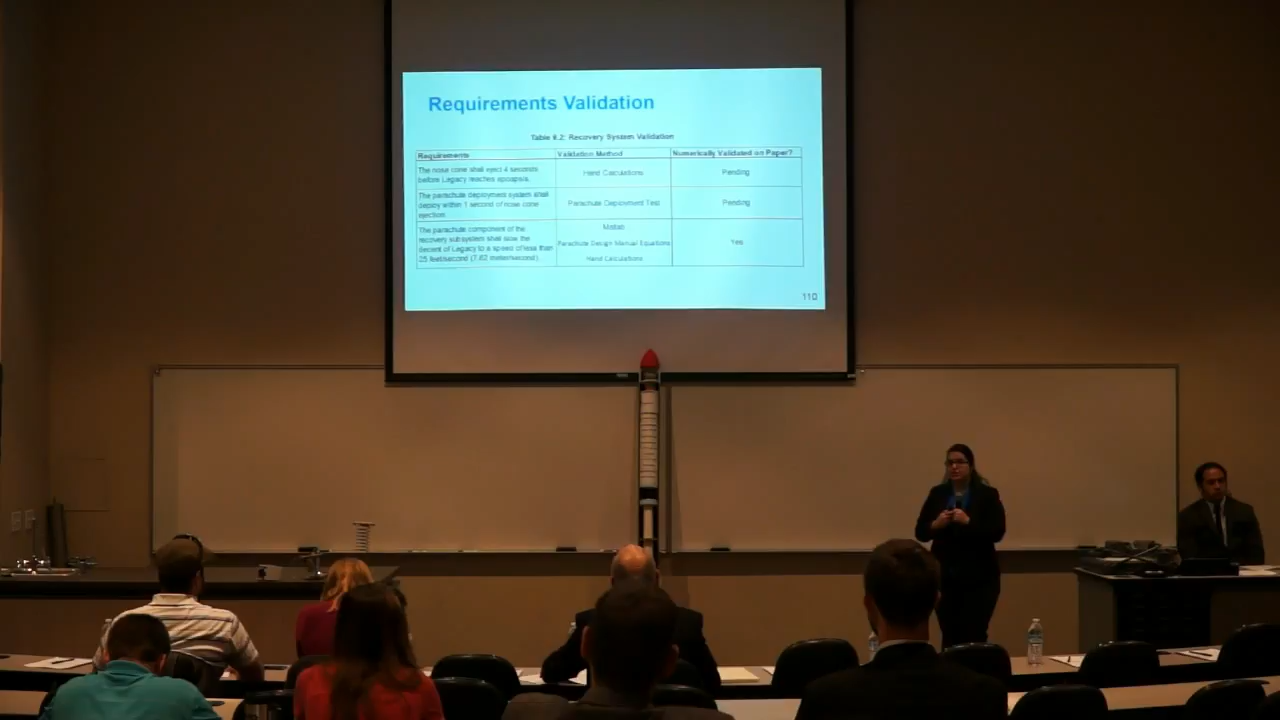 Requirements Validation
Table 6.2: Recovery System Validation
Requirements
Validation Method
Numerically Validated on Paper?
The nose cone shall eject 4 seconds
before Legacy reaches apoapsis.
Hand Calculations
Pending
The parachute deployment system shall
deploy within 1 second of nose cone
ejection.
Parachute Deployment Test
Pending
The parachute component of the
recovery subsystem shall slow the
decent of Legacy to a speed of less than
25 feet/second (7.62 meter/second).
Matlab
Parachute Design Manual Equations
Hand Calculations
Yes
110